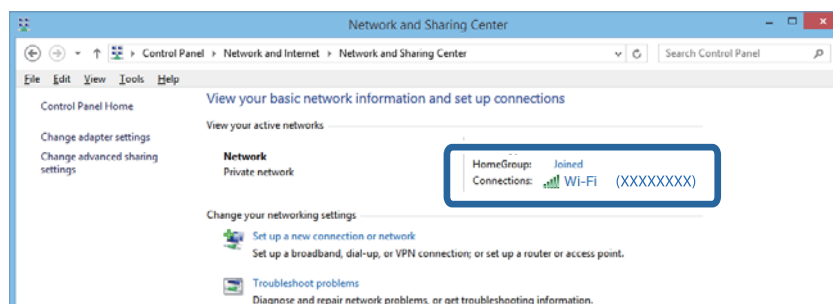 Network and Sharing Center
Control Panel Network and Internet Network and Sharing Center Search Control Panel
File Edit View Tools Help
Control Panel Home
Change adapter settings
Change advanced sharing
settings
View your basic network information and set up connections
View your active networks
Network
Private network
HomeGroup: Joined
Connections: Wi-Fi (XXXXXXXX)
Change your networking settings
Set up a new connection or network
Set up a broadband, dial-up, or VPN connection; or set up a router or access point.
Troubleshoot problems
Diagnose and repair network problems, or get troubleshooting information.